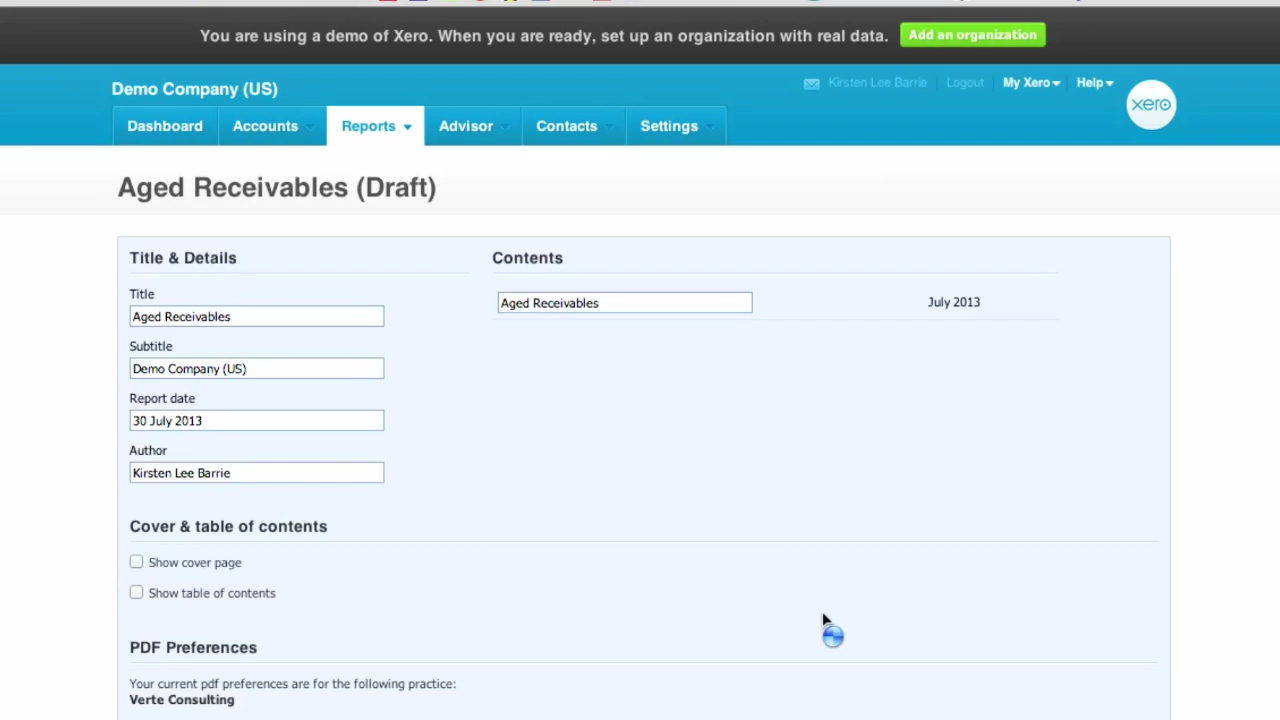 You are using a demo of Xero. When you are ready, set up an organization with real data. Add an organization
Demo Company (US)
Kirsten Lee Barrie Logout My Xero Help
xero
Dashboard Accounts Reports Advisor Contacts Settings
Aged Receivables (Draft)
Title & Details
Contents
Title
Aged Receivables
Aged Receivables July 2013
Subtitle
Demo Company (US)
Report date
30 July 2013
Author
Kirsten Lee Barrie
Cover & table of contents
Show cover page
Show table of contents
PDF Preferences
Your current pdf preferences are for the following practice:
Verte Consulting